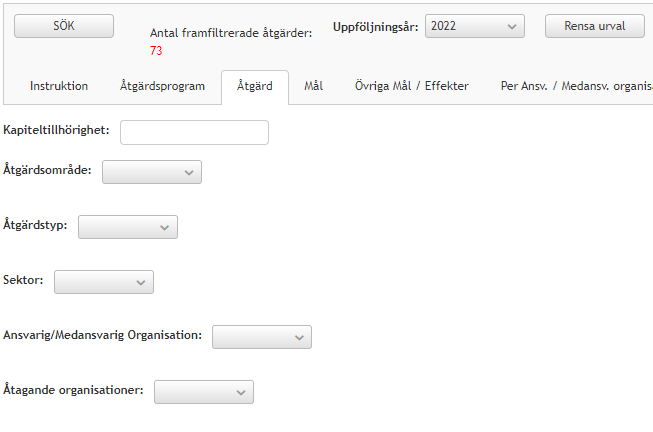 SÖK
Antal framfiltrerade åtgärder:
73
Uppföljningsår: 2022
Rensa urval
Instruktion Åtgärdsprogram Åtgärd Mål Övriga Mål / Effekter Per Ansv. / Medansv. organisa
Kapiteltillhörighet:
Åtgärdsområde:
Åtgärdstyp:
Sektor:
Ansvarig/Medansvarig Organisation:
Åtagande organisationer: